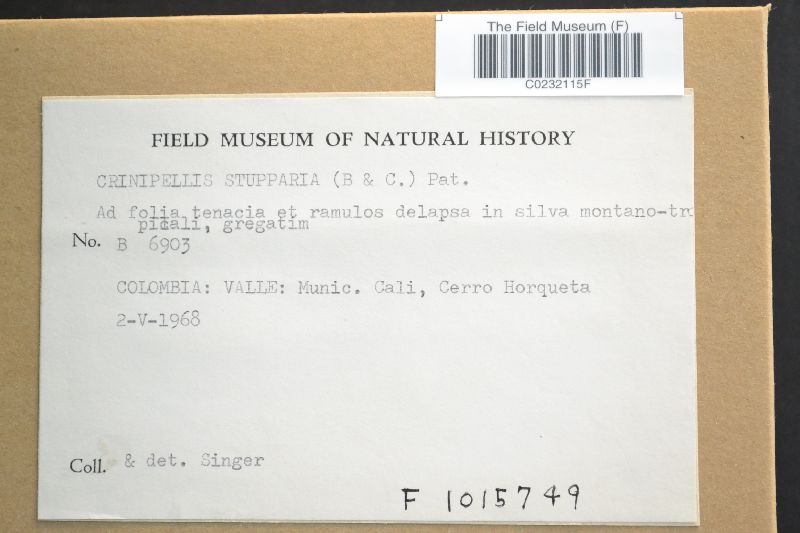 The Field Museum (F)
C0232115F
FIELD MUSEUM OF NATURAL HISTORY
CRINIPELLIS STUPPARIA (B & C.) Pat.
Ad folia tenacia et ramulos delapsa in silva montano-tro
picali, gregatim
No. B 6903
COLOMBIA: VALLE: Munic. Cali, Cerro Horqueta
2-V-1968
Coll. & det. Singer
F 1015749